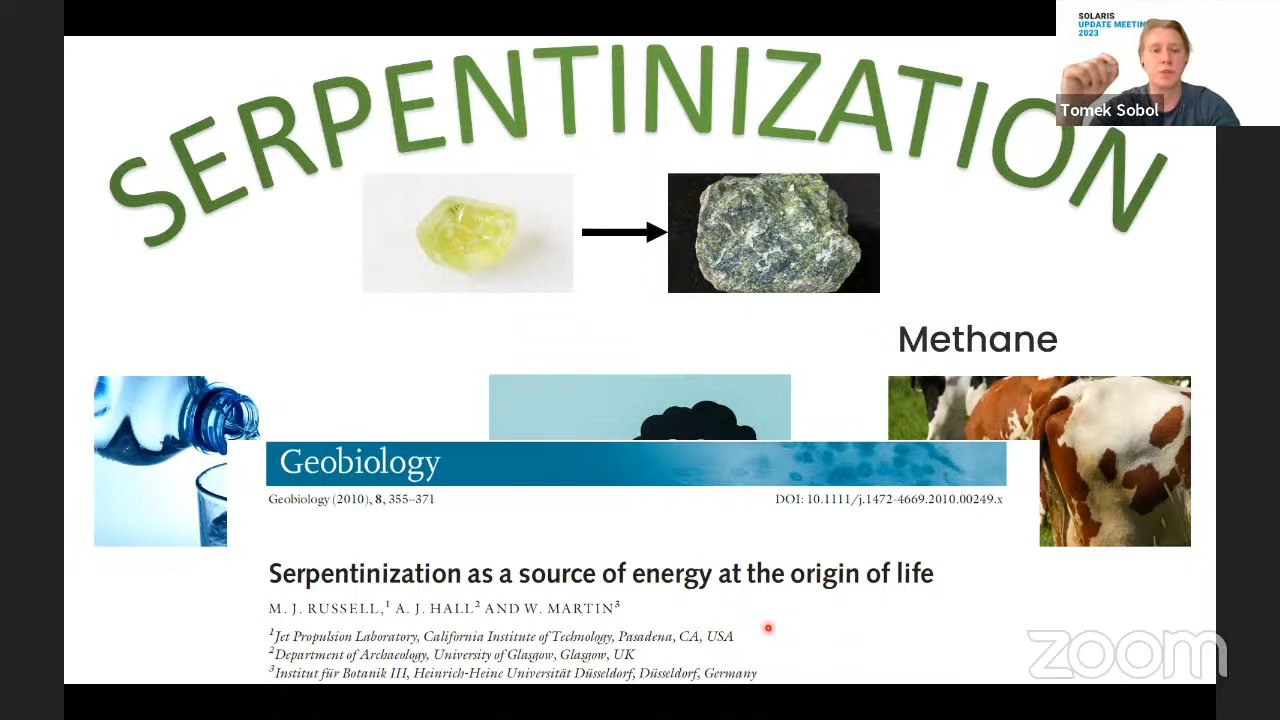 SOLARIS
UPDATE MEETIN
2023
Tomek Sobol
SERPENTINIZATION
Methane
Geobiology
Geobiology (2010), 8, 355–371
DOI: 10.1111/j.1472-4669.2010.00249.x
Serpentinization as a source of energy at the origin of life
M. J. RUSSELL,¹ A. J. HALL² AND W. MARTIN³
¹Jet Propulsion Laboratory, California Institute of Technology, Pasadena, CA, USA
²Department of Archaeology, University of Glasgow, Glasgow, UK
³Institut für Botanik III, Heinrich-Heine Universität Düsseldorf, Düsseldorf, Germany
zoom